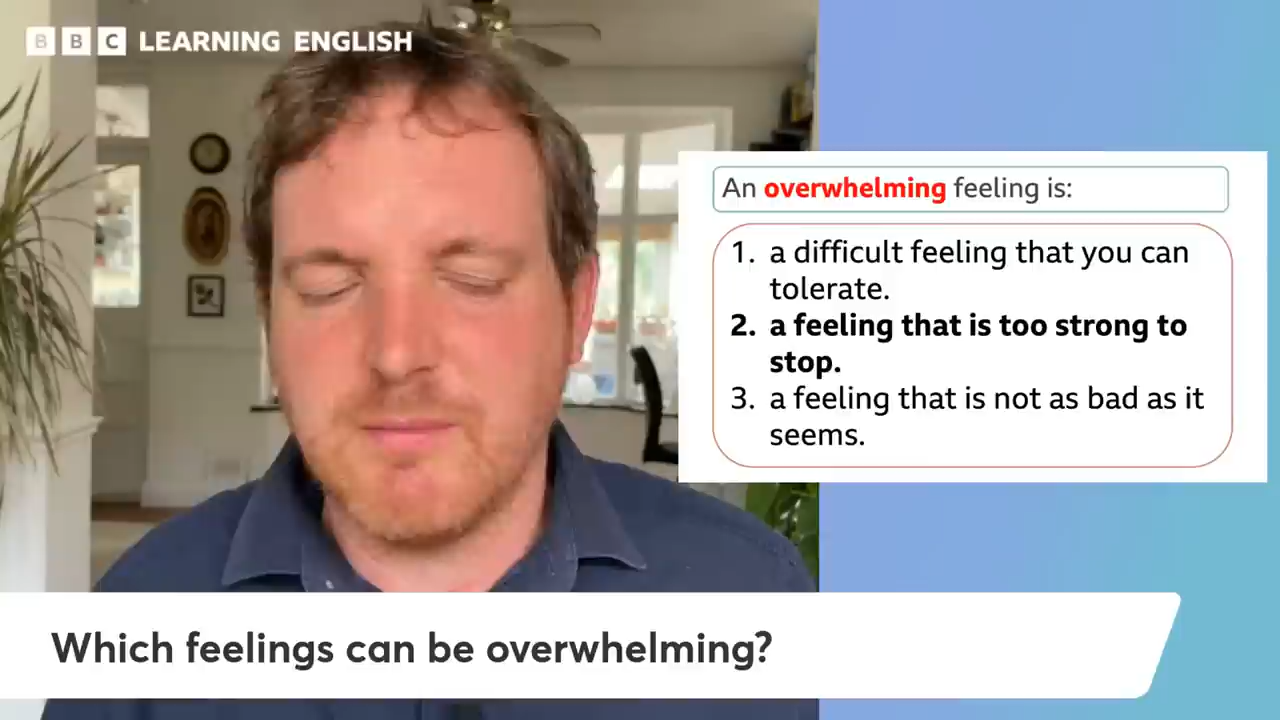 BBC LEARNING ENGLISH
An overwhelming feeling is:
1. a difficult feeling that you can
tolerate.
2. a feeling that is too strong to
stop.
3. a feeling that is not as bad as it
seems.
Which feelings can be overwhelming?